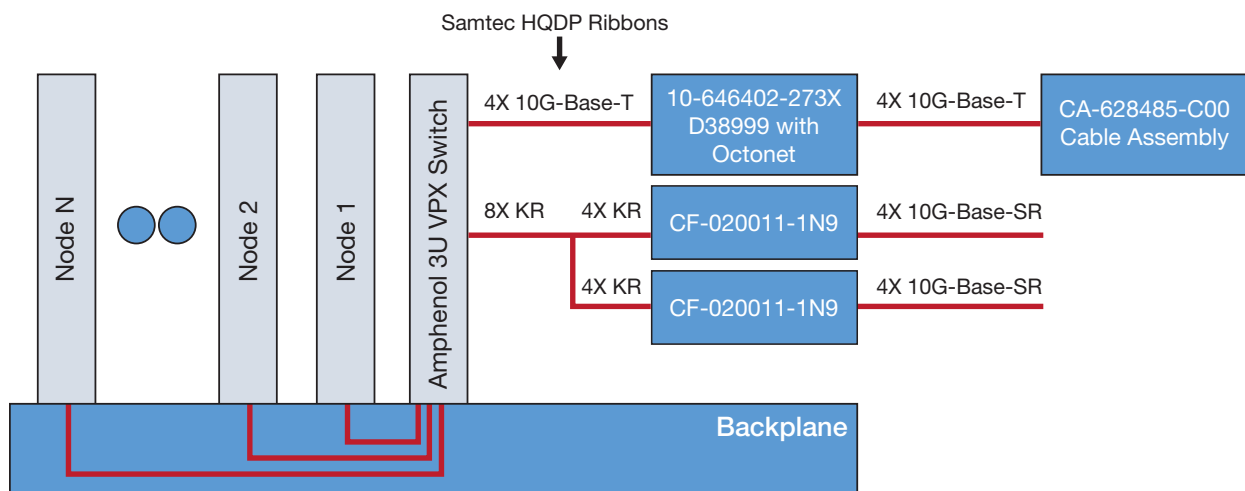 Samtec HQDP Ribbons
4X 10G-Base-T
10-646402-273X
D38999 with
Octonet
4X 10G-Base-T
CA-628485-C00
Cable Assembly
Node N
Node 2
Node 1
Amphenol 3U VPX Switch
8X KR
4X KR
CF-020011-1N9
4X 10G-Base-SR
4X KR
CF-020011-1N9
4X 10G-Base-SR
Backplane